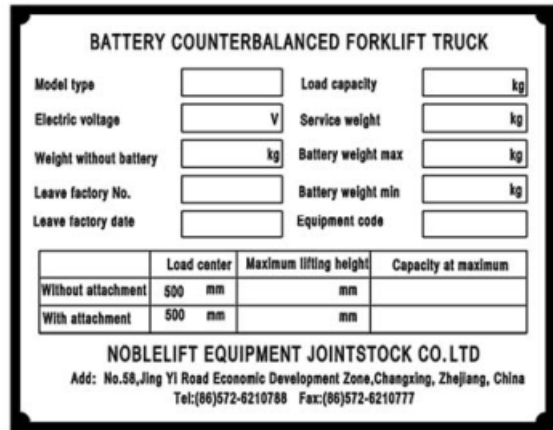 BATTERY COUNTERBALANCED FORKLIFT TRUCK
Model type Load capacity kg
Electric voltage V Service weight kg
Weight without battery kg Battery weight max kg
Leave factory No. Battery weight min kg
Leave factory date Equipment code
Load center Maximum lifting height Capacity at maximum
Without attachment 500 mm mm
With attachment 500 mm mm
NOBLELIFT EQUIPMENT JOINTSTOCK CO.LTD
Add: No.58,Jing Yi Road Economic Development Zone,Changxing, Zhejiang, China
Tel:(86)572-6210788 Fax:(86)572-6210777